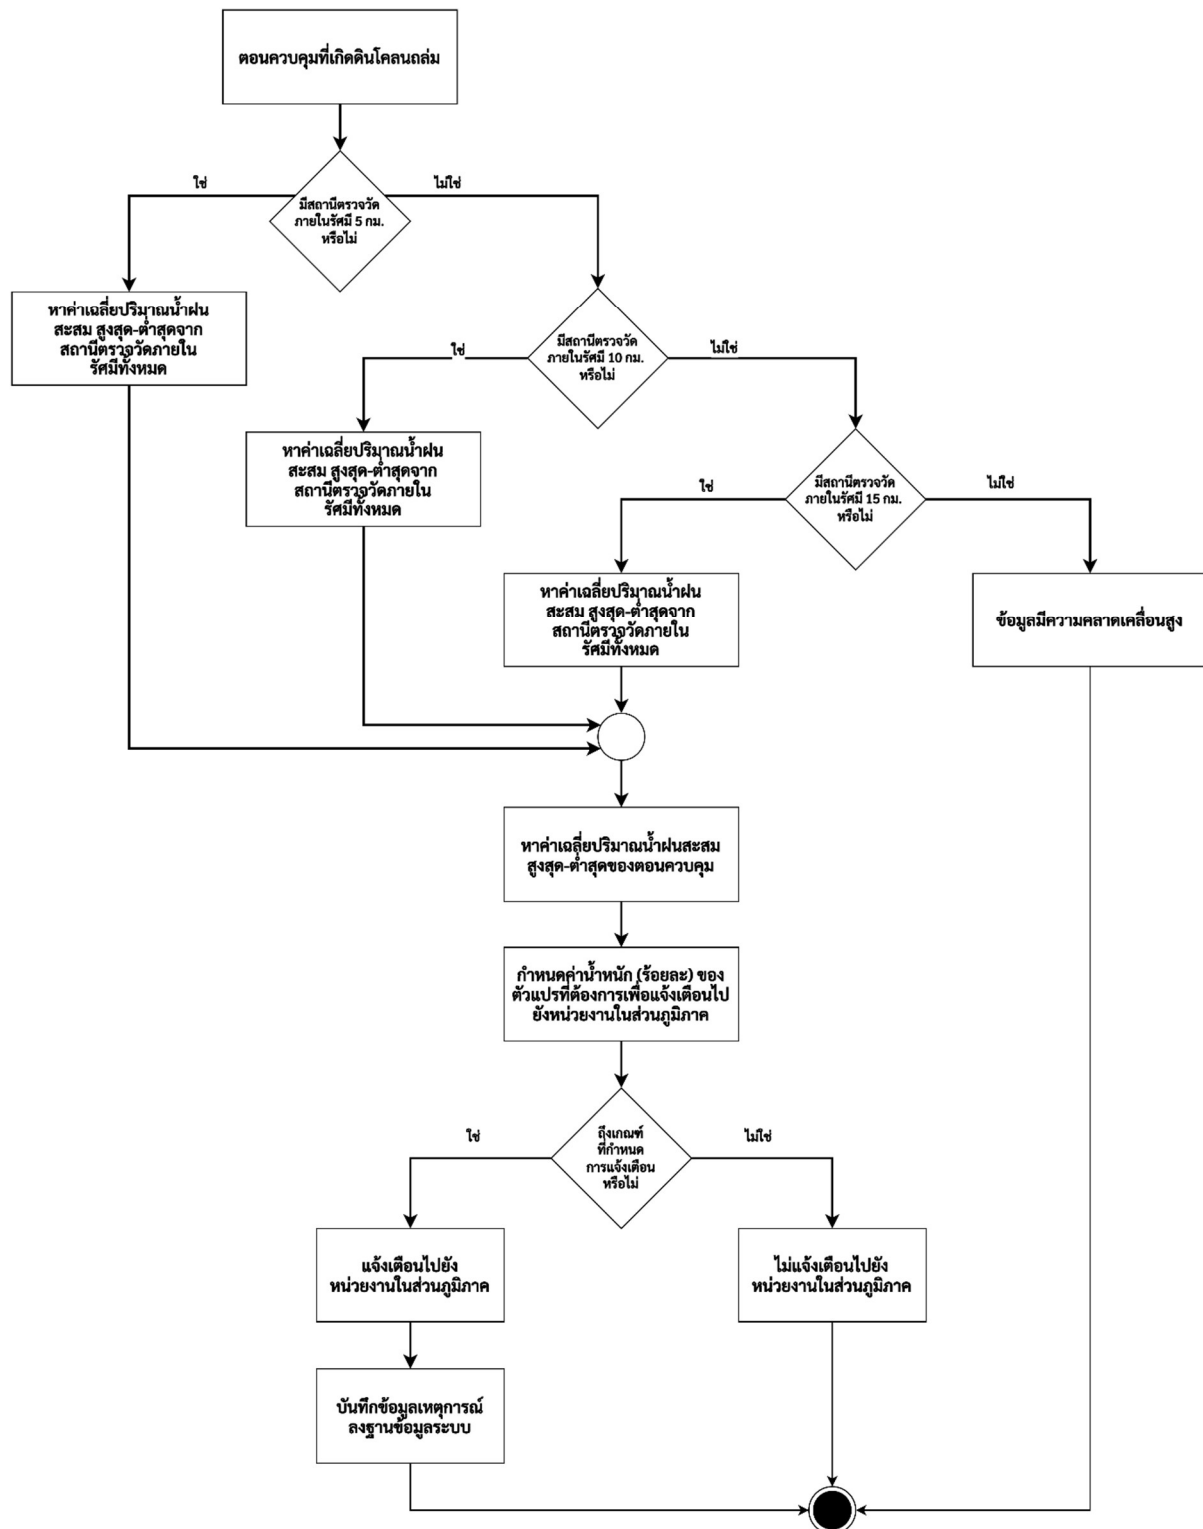 ตอนควบคุมที่เกิดดินโคลนถล่ม
ใช่
ไม่ใช่
มีสถานีตรวจวัด
ภายในรัศมี 5 กม.
หรือไม่
หาค่าเฉลี่ยปริมาณน้ำฝน
สะสม สูงสุด-ต่ำสุดจาก
สถานีตรวจวัดภายใน
รัศมีทั้งหมด
ใช่
ไม่ใช่
มีสถานีตรวจวัด
ภายในรัศมี 10 กม.
หรือไม่
หาค่าเฉลี่ยปริมาณน้ำฝน
สะสม สูงสุด-ต่ำสุดจาก
สถานีตรวจวัดภายใน
รัศมีทั้งหมด
ใช่
ไม่ใช่
มีสถานีตรวจวัด
ภายในรัศมี 15 กม.
หรือไม่
หาค่าเฉลี่ยปริมาณน้ำฝน
สะสม สูงสุด-ต่ำสุดจาก
สถานีตรวจวัดภายใน
รัศมีทั้งหมด
ข้อมูลมีความคลาดเคลื่อนสูง
หาค่าเฉลี่ยปริมาณน้ำฝนสะสม
สูงสุด-ต่ำสุดของตอนควบคุม
กำหนดค่าน้ำหนัก (ร้อยละ) ของ
ตัวแปรที่ต้องการเพื่อแจ้งเตือนไป
ยังหน่วยงานในส่วนภูมิภาค
ใช่
ไม่ใช่
ถึงเกณฑ์
ที่กำหนด
การแจ้งเตือน
หรือไม่
แจ้งเตือนไปยัง
หน่วยงานในส่วนภูมิภาค
ไม่แจ้งเตือนไปยัง
หน่วยงานในส่วนภูมิภาค
บันทึกข้อมูลเหตุการณ์
ลงฐานข้อมูลระบบ